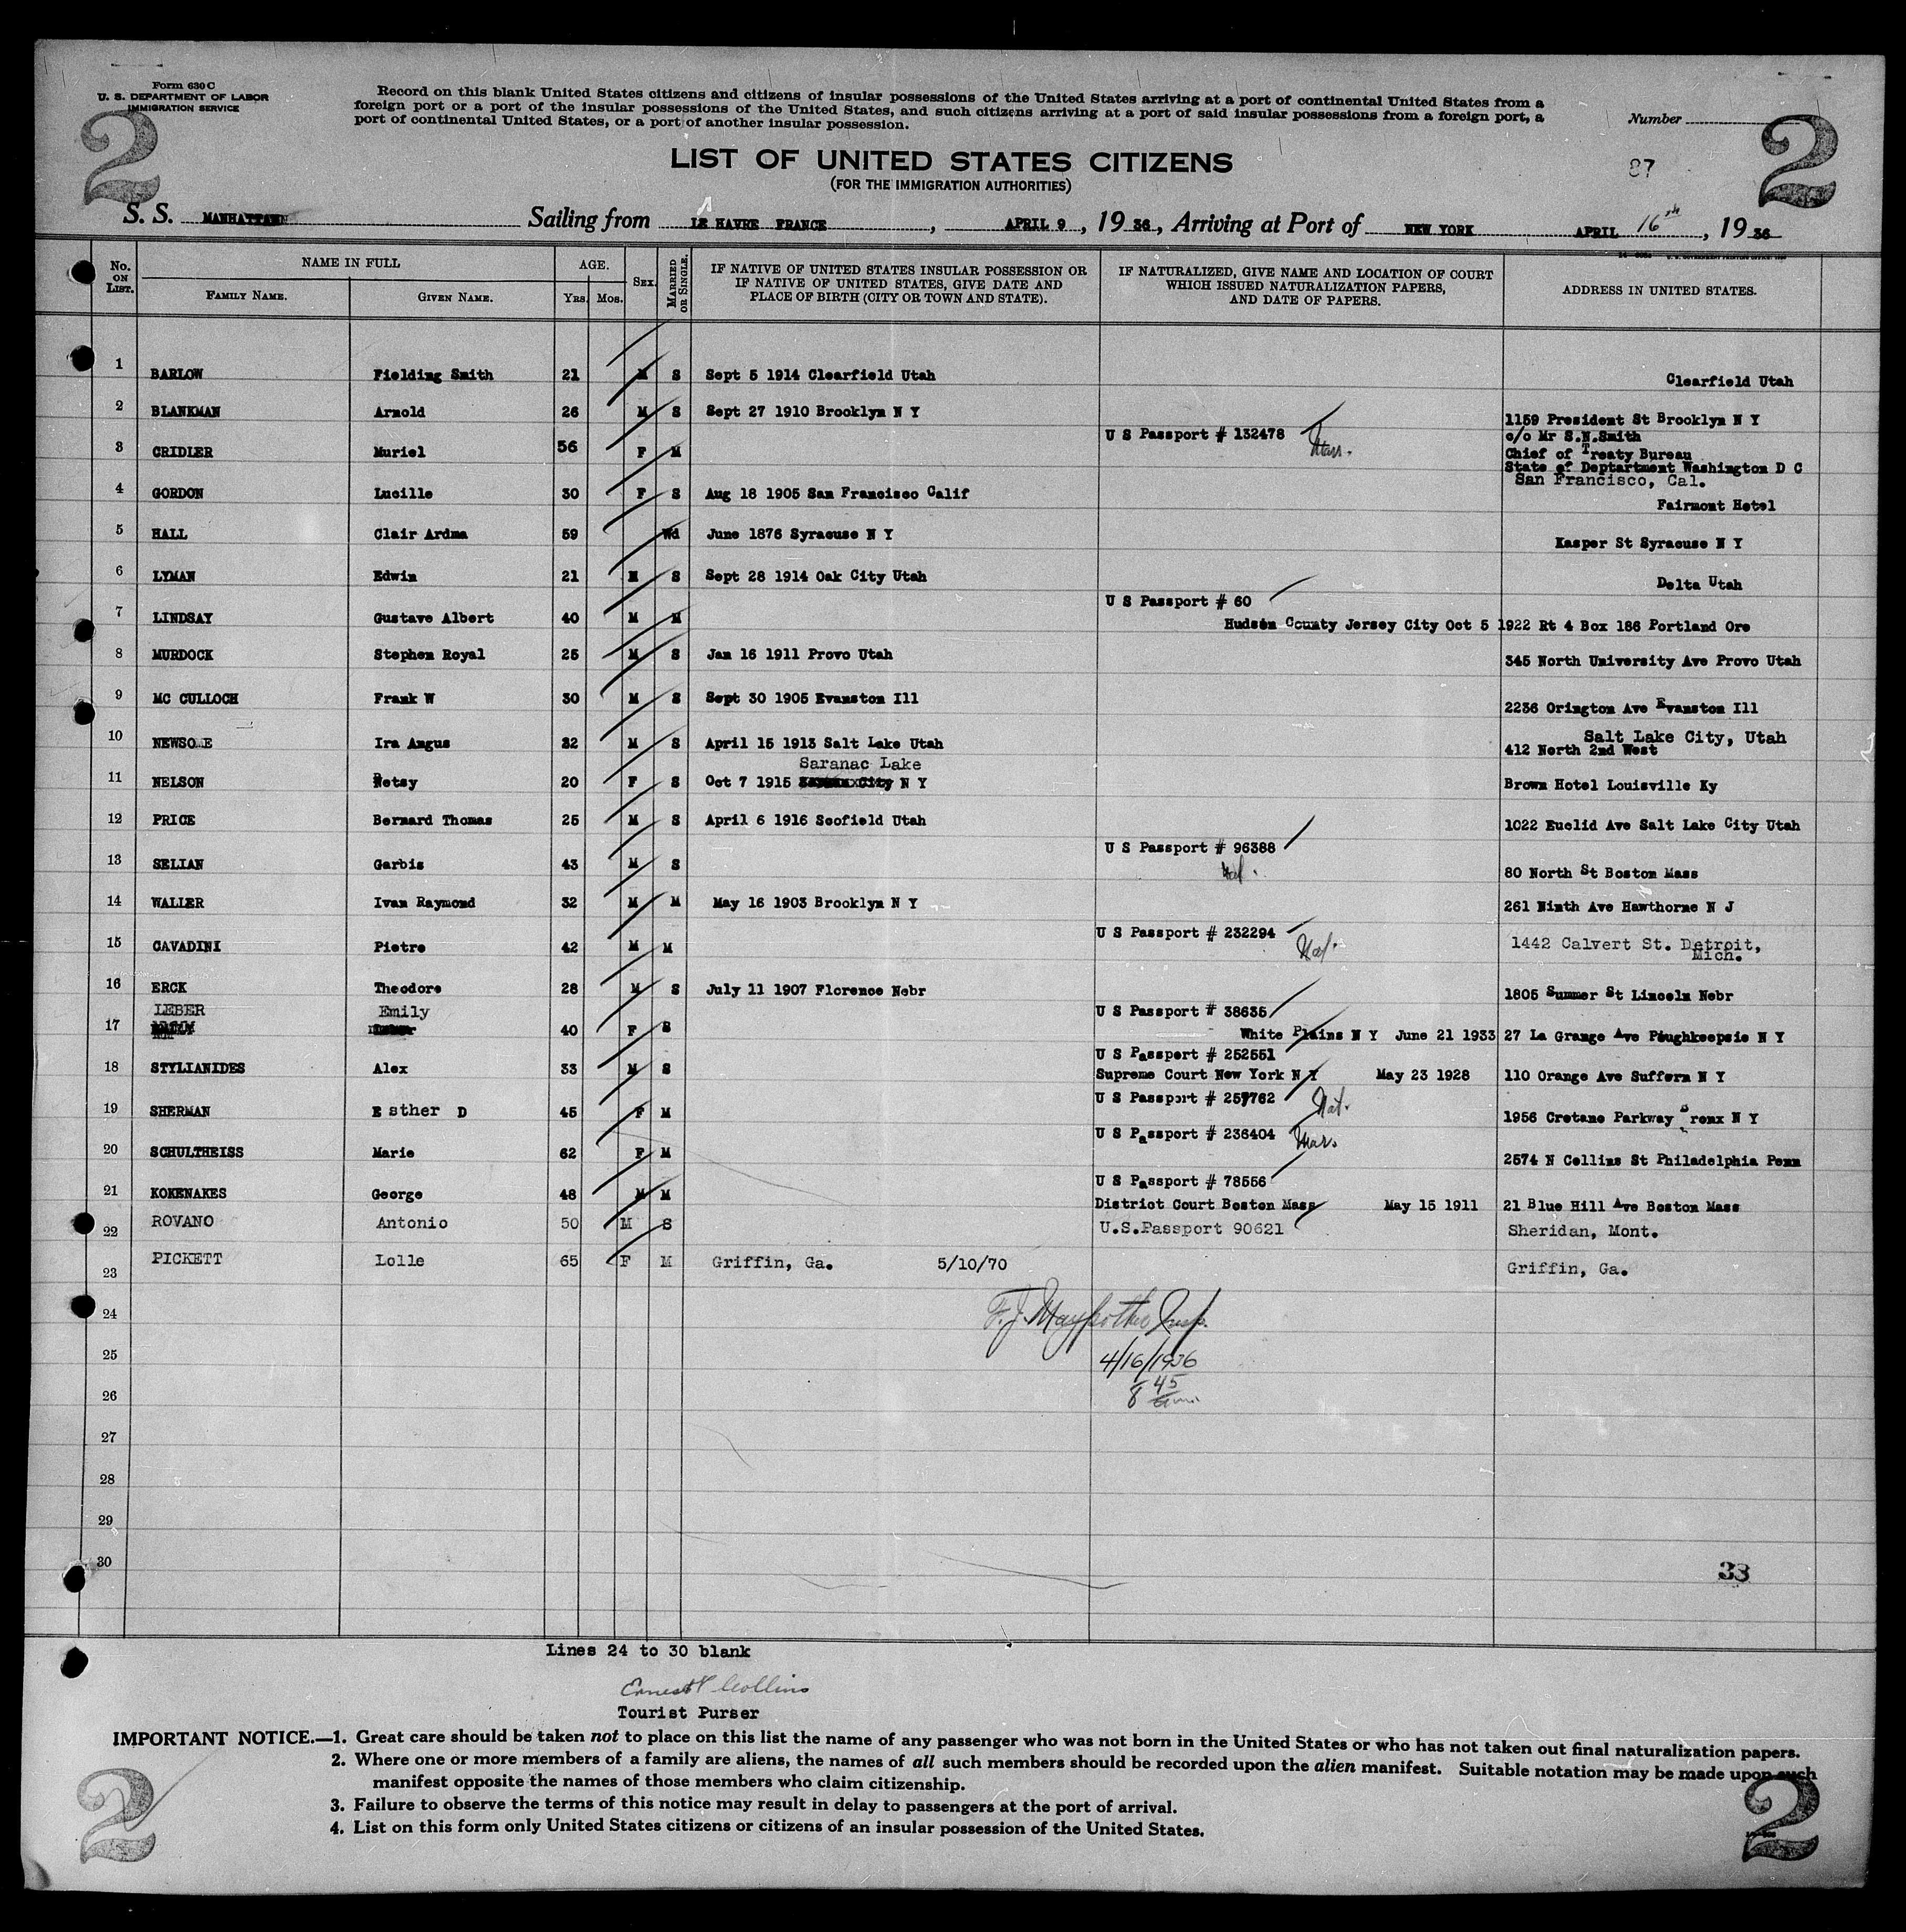 Form 630 C
U. S. DEPARTMENT OF LABOR
IMMIGRATION SERVICE
2
Record on this blank United States citizens and citizens of insular possessions of the United States arriving at a port of continental United States from a
foreign port or a port of the insular possessions of the United States, and such citizens arriving at a port of said insular possessions from a foreign port, a
port of continental United States, or a port of another insular possession.
Number
2
87
LIST OF UNITED STATES CITIZENS
(FOR THE IMMIGRATION AUTHORITIES)
S. S. MANHATTAN Sailing from LE HAVRE FRANCE, APRIL 9, 1936, Arriving at Port of NEW YORK APRIL 16th, 1936
No. ON LIST. NAME IN FULL FAMILY NAME. GIVEN NAME. AGE. Yrs. Mos. SEX. MARRIED OR SINGLE. IF NATIVE OF UNITED STATES INSULAR POSSESSION OR IF NATIVE OF UNITED STATES, GIVE DATE AND PLACE OF BIRTH (CITY OR TOWN AND STATE). IF NATURALIZED, GIVE NAME AND LOCATION OF COURT WHICH ISSUED NATURALIZATION PAPERS, AND DATE OF PAPERS. ADDRESS IN UNITED STATES.
1 BARLOW Fielding Smith 21 M S Sept 5 1914 Clearfield Utah Clearfield Utah
2 BLANKMAN Arnold 26 M S Sept 27 1910 Brooklyn N Y 1159 President St Brooklyn N Y
U S Passport # 132478 Marr. c/o Mr S.N.Smith
3 CRIDLER Muriel 56 F M Chief of Treaty Bureau
State of Deptartment Washington D C
San Francisco, Cal.
4 GORDON Lucille 30 F S Aug 18 1905 San Francisco Calif Fairmont Hotel
5 HALL Clair Ardma 59 Wd June 1876 Syracuse N Y Kasper St Syracuse N Y
6 LYMAN Edwin 21 M S Sept 28 1914 Oak City Utah Delta Utah
U S Passport # 60
7 LINDSAY Gustave Albert 40 M M Hudson County Jersey City Oct 5 1922 Rt 4 Box 186 Portland Ore
8 MURDOCK Stephen Royal 25 M S Jan 16 1911 Provo Utah 345 North University Ave Provo Utah
9 MC CULLOCH Frank W 30 M S Sept 30 1905 Evanston Ill 2236 Orington Ave Evanston Ill
Salt Lake City, Utah
10 NEWSOME Ira Angus 22 M S April 15 1913 Salt Lake Utah 412 North 2nd West
Saranac Lake
11 NELSON Betsy 20 F S Oct 7 1915 N Y Brown Hotel Louisville Ky
12 PRICE Bernard Thomas 25 M S April 6 1916 Scofield Utah 1022 Euclid Ave Salt Lake City Utah
U S Passport # 96388
13 SELIAN Garbis 43 M S Nat. 80 North St Boston Mass
14 WALLER Ivan Raymond 32 M M May 16 1903 Brooklyn N Y 261 Ninth Ave Hawthorne N J
U S Passport # 232294
15 CAVADINI Pietro 42 M M Nat. 1442 Calvert St. Detroit,
Mich.
16 ERCK Theodore 28 M S July 11 1907 Florence Nebr 1805 Summer St Lincoln Nebr
LEBER Emily U S Passport # 38635
17 40 F S White Plains N Y June 21 1933 27 La Grange Ave Poughkeepsie N Y
U S Passport # 252551
18 STYLIANIDES Alex 33 M S Supreme Court New York N Y May 23 1928 110 Orange Ave Suffern N Y
U S Passport # 257762 Nat.
19 SHERMAN Esther D 45 F M 1956 Cretane Parkway Bronx N Y
U S Passport # 236404 Mar.
20 SCHULTHEISS Marie 62 F M 2574 N Collins St Philadelphia Penn
U S Passport # 78556
21 KOKENAKES George 48 M M District Court Boston Mass May 15 1911 21 Blue Hill Ave Boston Mass
22 ROVANO Antonio 50 M S U.S.Passport 90621 Sheridan, Mont.
23 PICKETT Lolle 65 F M Griffin, Ga. 5/10/70 Griffin, Ga.
24
25 4/16/1936
26 8 45 am.
27
28
29
30
38
Lines 24 to 30 blank
Ernest Collins
Tourist Purser
IMPORTANT NOTICE.—1. Great care should be taken not to place on this list the name of any passenger who was not born in the United States or who has not taken out final naturalization papers.
2. Where one or more members of a family are aliens, the names of all such members should be recorded upon the alien manifest. Suitable notation may be made upon such
manifest opposite the names of those members who claim citizenship.
3. Failure to observe the terms of this notice may result in delay to passengers at the port of arrival.
4. List on this form only United States citizens or citizens of an insular possession of the United States.
2
2